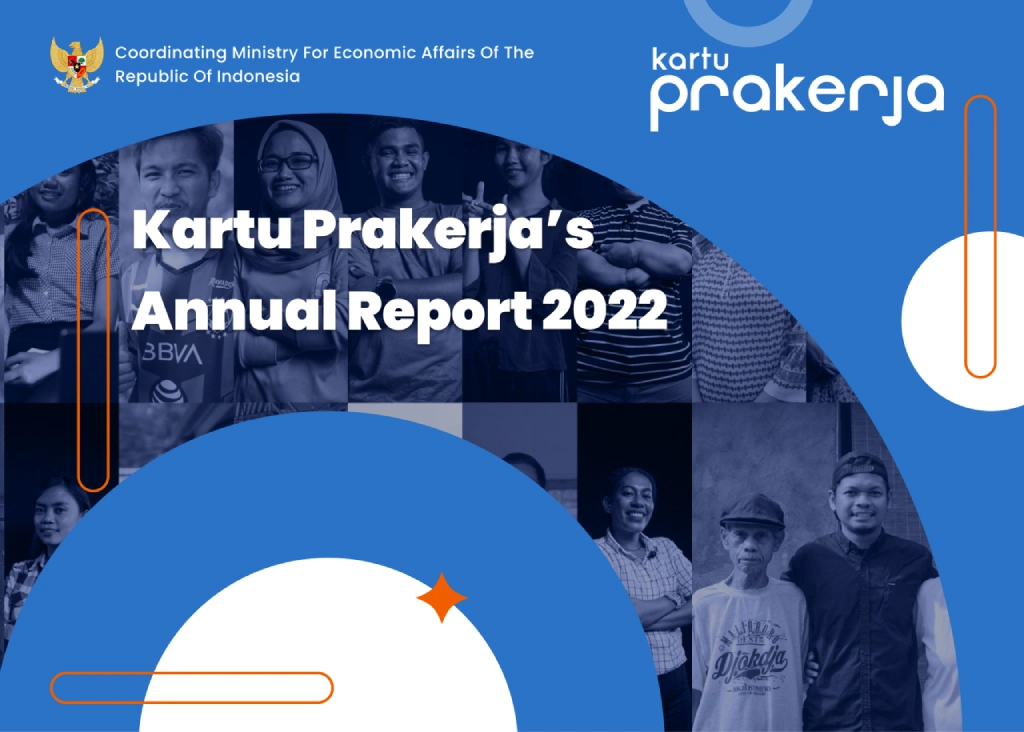 Coordinating Ministry For Economic Affairs Of The
Republic Of Indonesia
kartu
prakerja
Kartu Prakerja’s
Annual Report 2022
BBVA
Djokdja